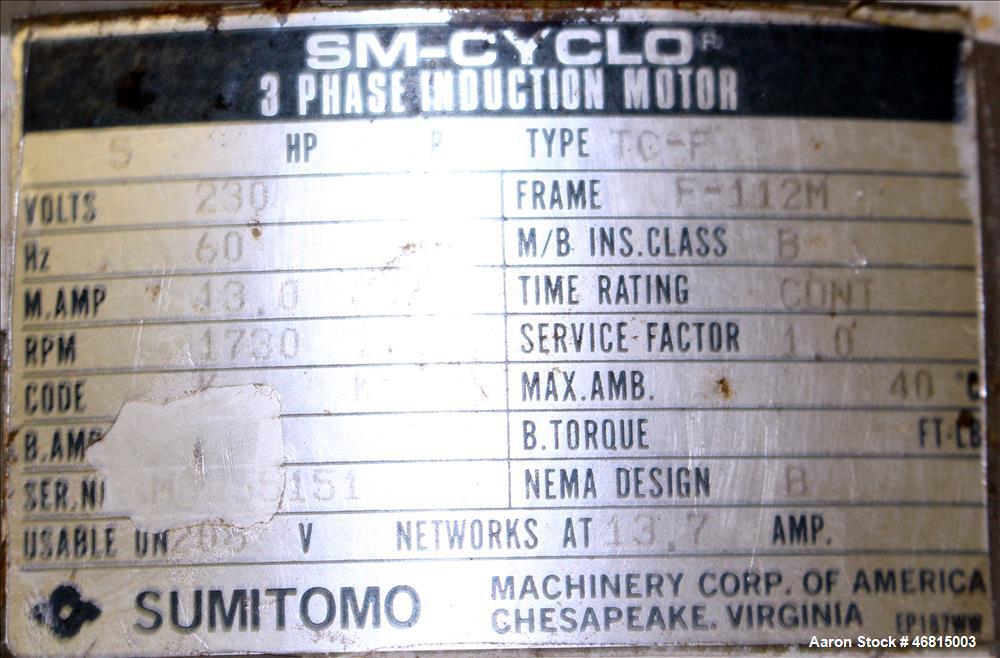 SM-CYCLO®
3 PHASE INDUCTION MOTOR
5 HP P TYPE TC-F
VOLTS 230 FRAME F-112M
Hz 60 M/B INS.CLASS B
M.AMP 13.0 TIME RATING CONT
RPM 1730 SERVICE FACTOR 1.0
CODE K K MAX.AMB. 40 °C
B.AMP B.TORQUE FT-LB
SER.NO 151 NEMA DESIGN B
USABLE ON 208 V NETWORKS AT 13.7 AMP.
SUMITOMO MACHINERY CORP. OF AMERICA
CHESAPEAKE. VIRGINIA EP187WW
Aaron Stock # 46815003